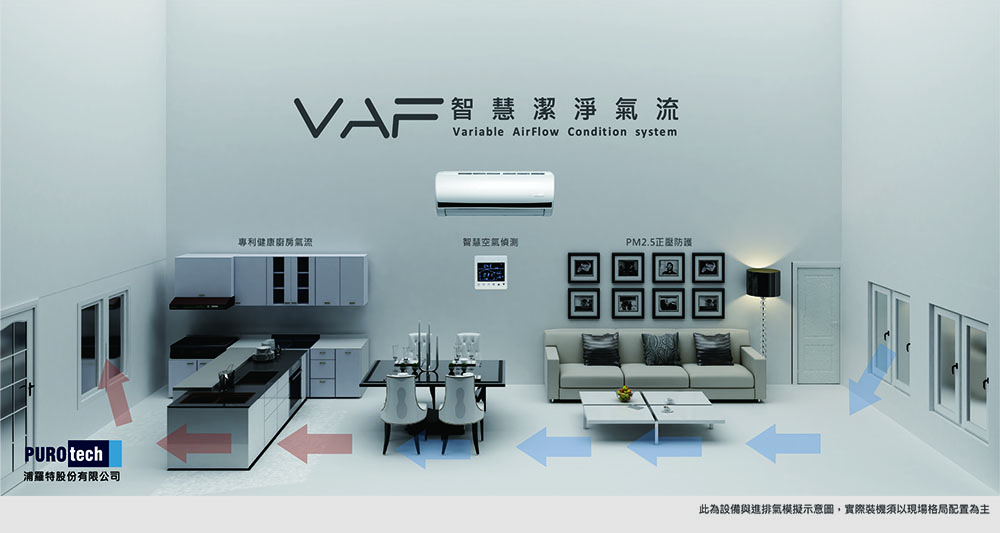 VAF 智慧潔淨氣流
Variable AirFlow Condition system
專利健康廚房氣流
智慧空氣偵測
PM2.5正壓防護
PUROtech
浦羅特股份有限公司
此為設備與進排氣模擬示意圖，實際裝機須以現場格局配置為主